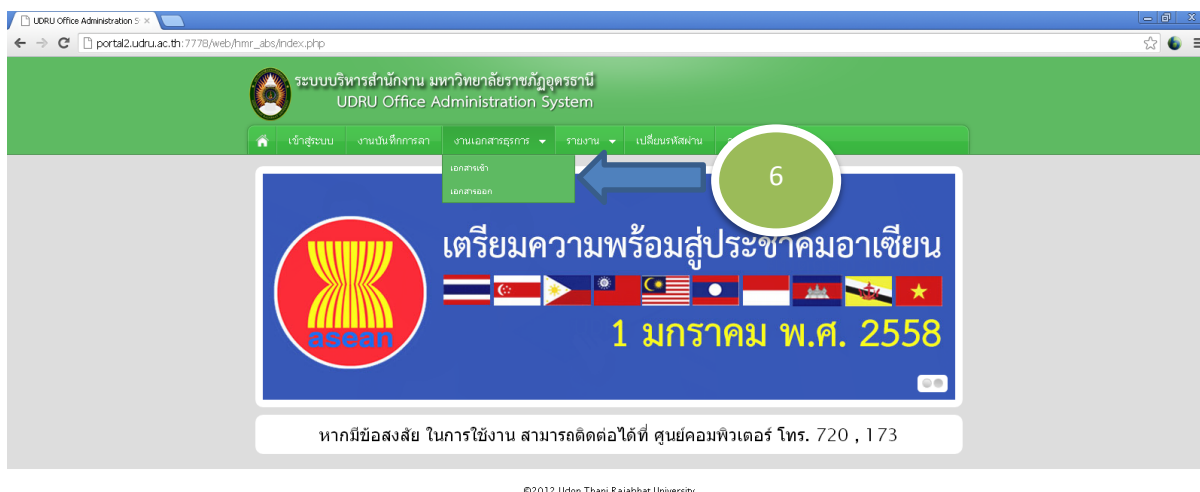 UDRU Office Administration S
portal2.udru.ac.th:7778/web/hmr_abs/index.php
ระบบบริหารสำนักงาน มหาวิทยาลัยราชภัฏอุดรธานี
UDRU Office Administration System
เข้าสู่ระบบ งานบันทึกการลา งานเอกสารธุรการ รายงาน เปลี่ยนรหัสผ่าน
เอกสารเข้า
เอกสารออก
6
เตรียมความพร้อมสู่ประชาคมอาเซียน
asean
1 มกราคม พ.ศ. 2558
หากมีข้อสงสัย ในการใช้งาน สามารถติดต่อได้ที่ ศูนย์คอมพิวเตอร์ โทร. 720 , 173
©2012 Udon Thani Rajabhat University